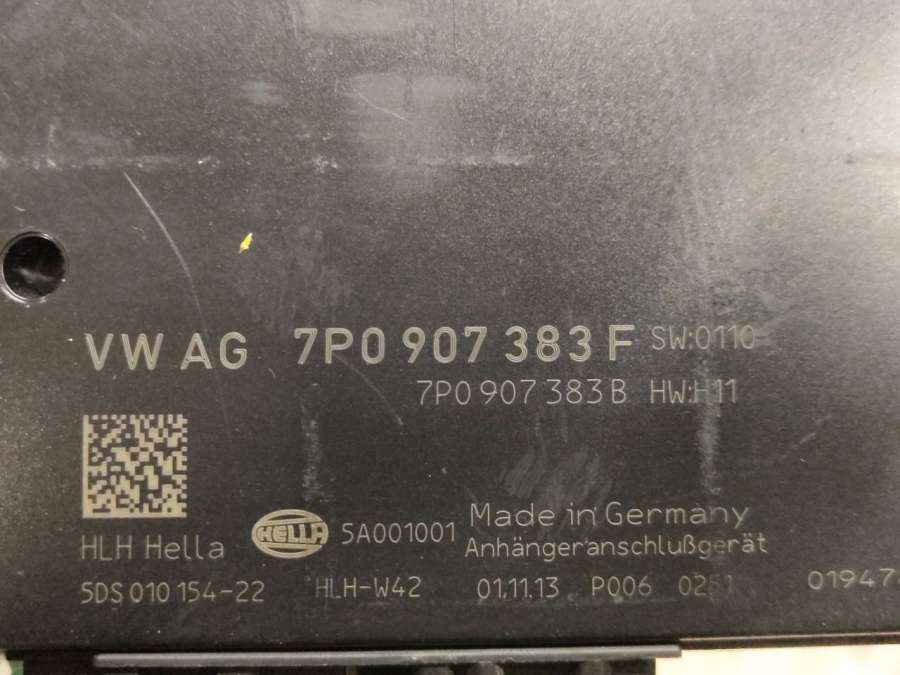 VW AG 7P0 907 383 F SW:0110
7P0 907 383 B HW:H11
HLH Hella HELLA 5A001001 Made in Germany
Anhängeranschlußgerät
5DS 010 154-22 HLH-W42 01.11.13 P006 0251